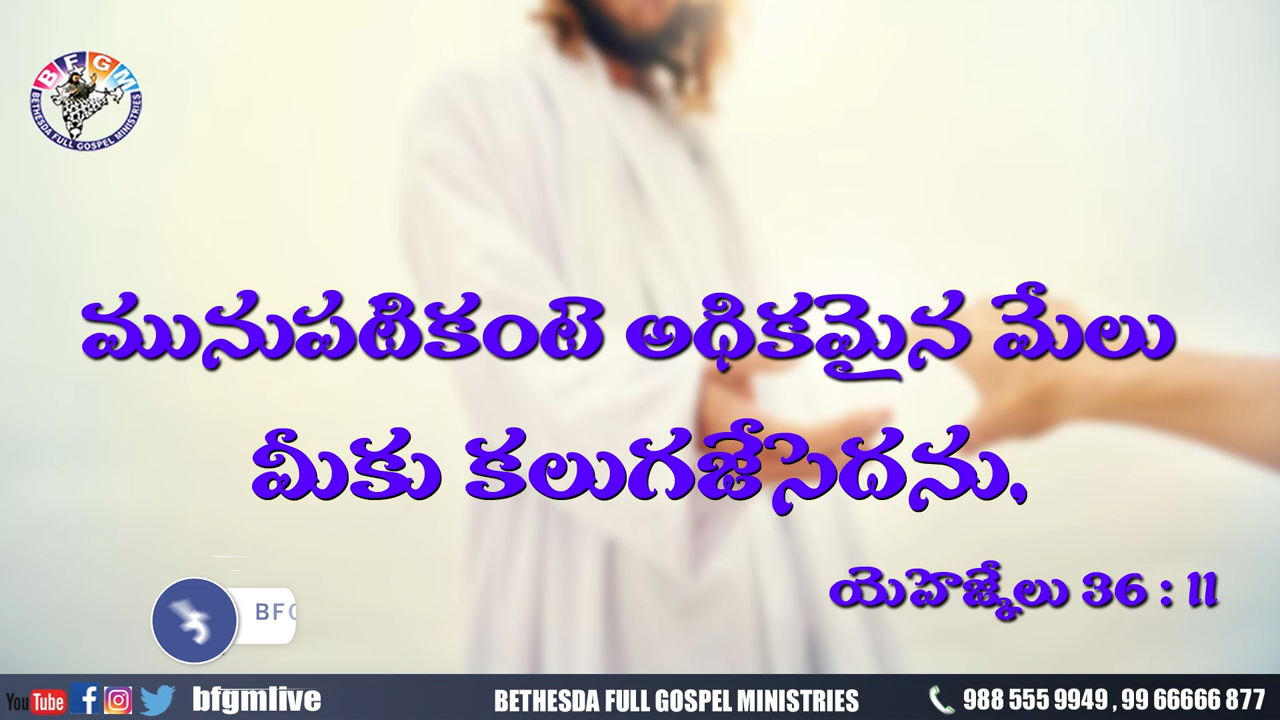 BFGM
BETHESDA FULL GOSPEL MINISTRIES
మునుపటికంటె అధికమైన మేలు
మీకు కలుగజేసెదను,
యెహెజ్కేలు 36 : 11
BFG
YouTube f bfgmlive
BETHESDA FULL GOSPEL MINISTRIES
988 555 9949 , 99 66666 877